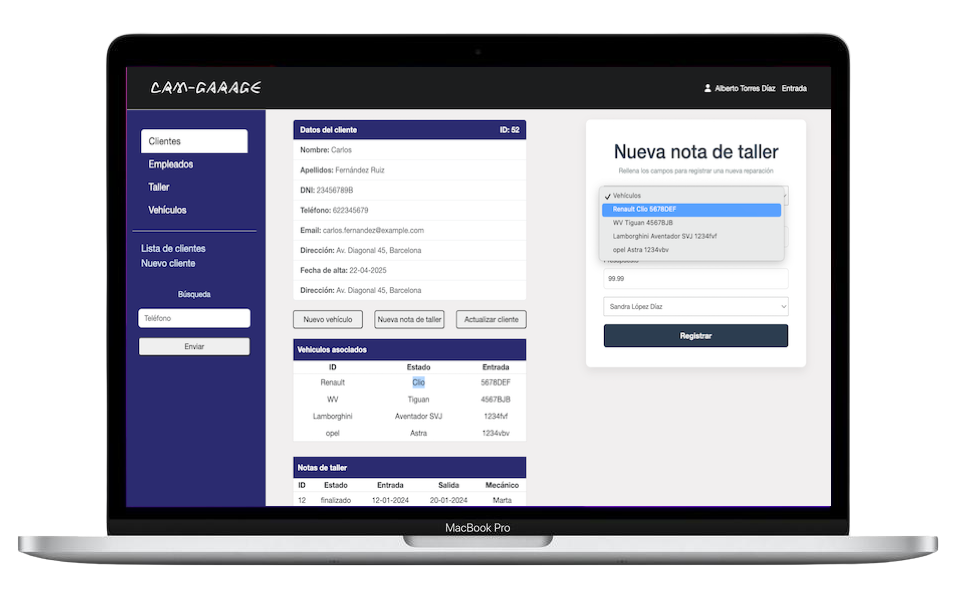 CAM-GARAGE
Alberto Torres Díaz Entrada
Clientes
Empleados
Taller
Vehículos
Lista de clientes
Nuevo cliente
Búsqueda
Teléfono
Enviar
Datos del cliente ID: 52
Nombre: Carlos
Apellidos: Fernández Ruiz
DNI: 23456789B
Teléfono: 622345679
Email: carlos.fernandez@example.com
Dirección: Av. Diagonal 45, Barcelona
Fecha de alta: 22-04-2025
Dirección: Av. Diagonal 45, Barcelona
Nuevo vehículo Nueva nota de taller Actualizar cliente
Vehículos asociados
ID Estado Entrada
Renault Clio 5678DEF
WV Tiguan 4567BJB
Lamborghini Aventador SVJ 1234fvf
opel Astra 1234vbv
Notas de taller
ID Estado Entrada Salida Mecánico
12 finalizado 12-01-2024 20-01-2024 Marta
Nueva nota de taller
Rellena los campos para registrar una nueva reparación
Vehículos
Renault Clio 5678DEF
WV Tiguan 4567BJB
Lamborghini Aventador SVJ 1234fvf
opel Astra 1234vbv
99.99
Sandra López Díaz
Registrar
MacBook Pro